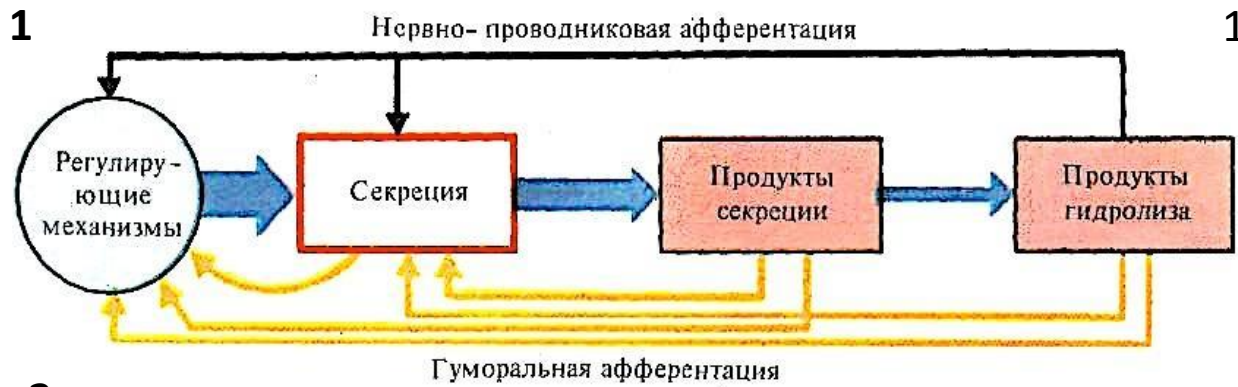 1
Нервно- проводниковая афферентация
1
Регулиру-
ющие
механизмы
Секреция
Продукты
секреции
Продукты
гидролиза
Гуморальная афферентация